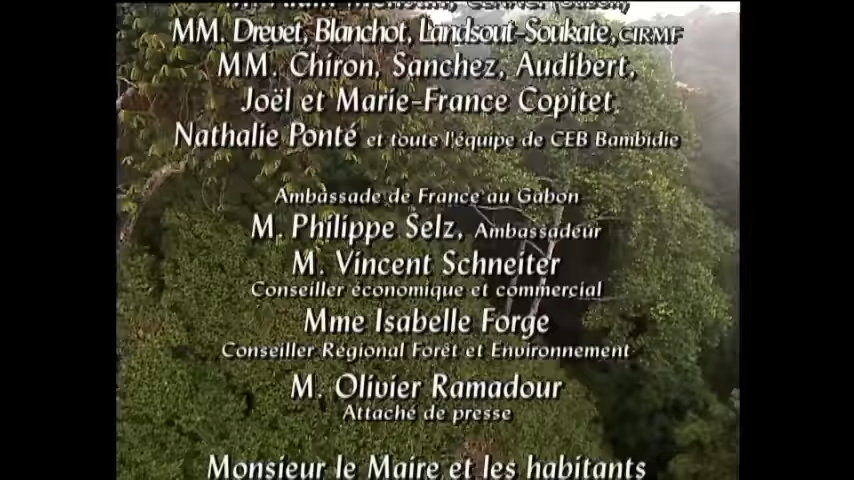 MM. Drevet, Blanchot, Landsout-Soukate, CIRMF
MM. Chiron, Sanchez, Audibert,
Joël et Marie-France Copitet,
Nathalie Ponté et toute l'équipe de CEB Bambidie
Ambassade de France au Gabon
M. Philippe Selz, Ambassadeur
M. Vincent Schneiter
Conseiller économique et commercial
Mme Isabelle Forge
Conseiller Régional Forêt et Environnement
M. Olivier Ramadour
Attaché de presse
Monsieur le Maire et les habitants